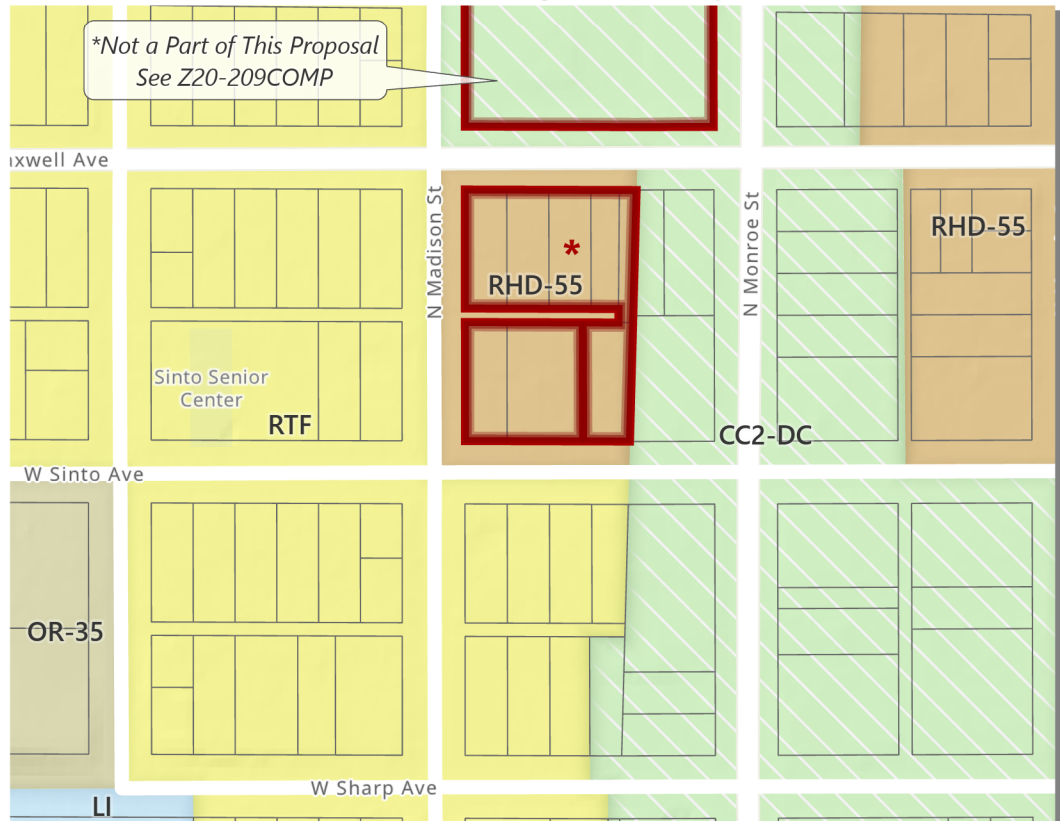 *Not a Part of This Proposal
See Z20-209COMP
axwell Ave
N Madison St
N Monroe St
RHD-55
*
RHD-55
Sinto Senior
Center
RTF
CC2-DC
W Sinto Ave
OR-35
W Sharp Ave
LI